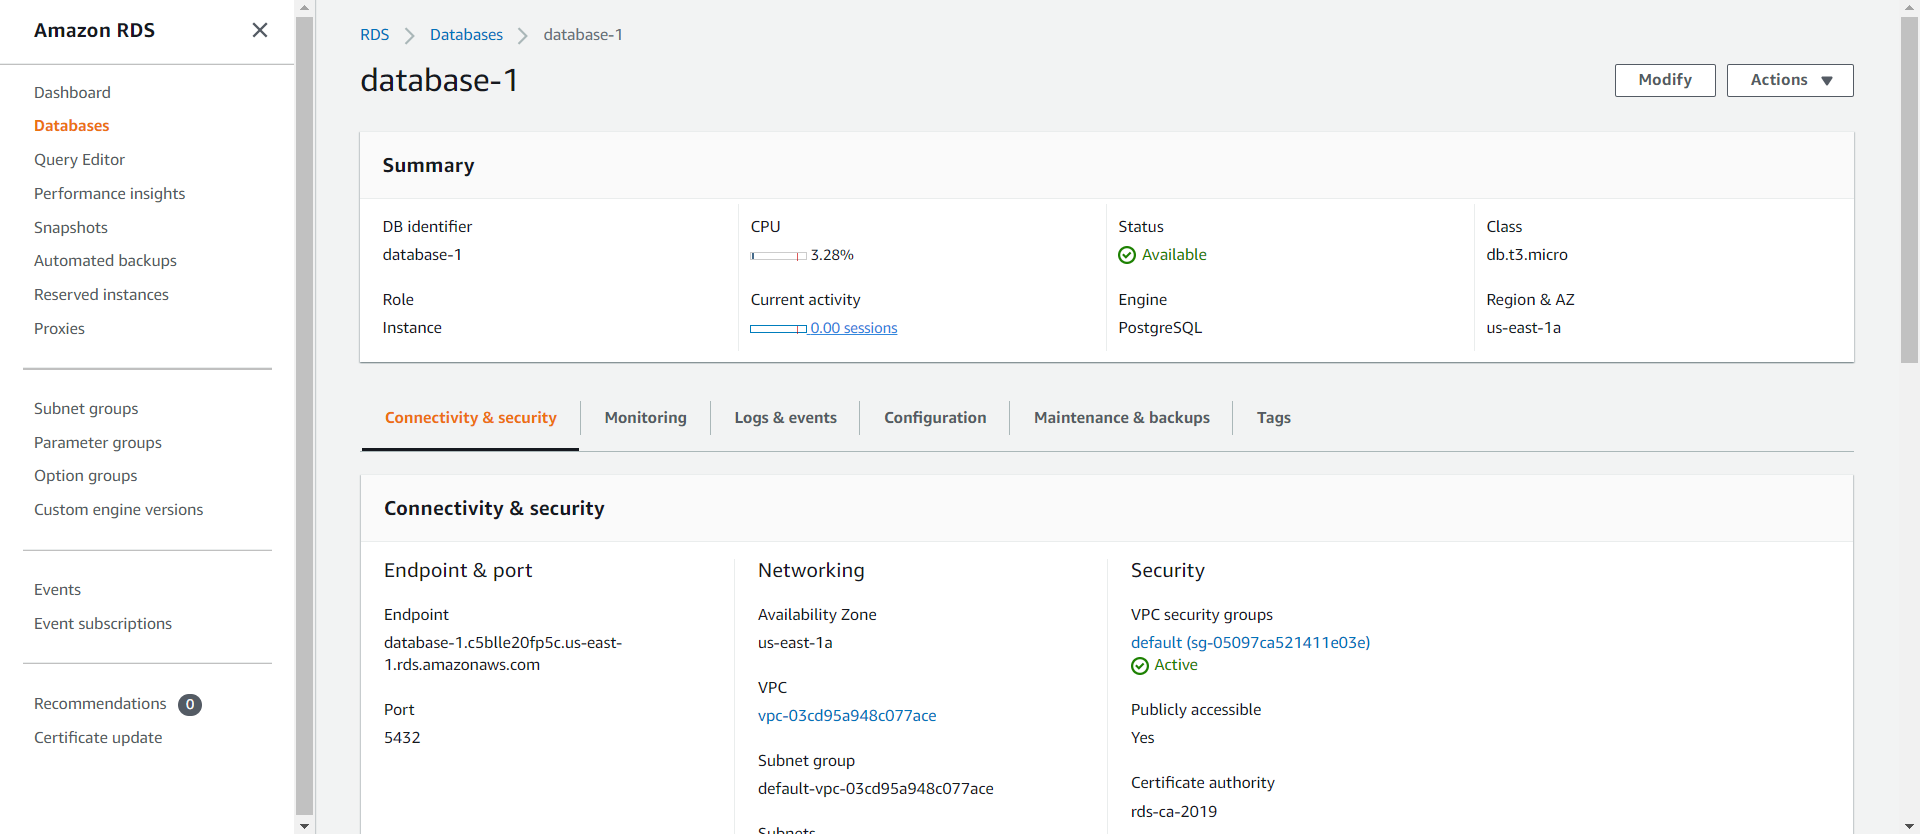 Amazon RDS
Dashboard
Databases
Query Editor
Performance insights
Snapshots
Automated backups
Reserved instances
Proxies
Subnet groups
Parameter groups
Option groups
Custom engine versions
Events
Event subscriptions
Recommendations 0
Certificate update
RDS Databases database-1
database-1
Modify Actions
Summary
DB identifier
database-1
Role
Instance
CPU
3.28%
Current activity
0.00 sessions
Status
Available
Engine
PostgreSQL
Class
db.t3.micro
Region & AZ
us-east-1a
Connectivity & security Monitoring Logs & events Configuration Maintenance & backups Tags
Connectivity & security
Endpoint & port
Endpoint
database-1.c5blle20fp5c.us-east-
1.rds.amazonaws.com
Port
5432
Networking
Availability Zone
us-east-1a
VPC
vpc-03cd95a948c077ace
Subnet group
default-vpc-03cd95a948c077ace
Subnets
Security
VPC security groups
default (sg-05097ca521411e03e)
Active
Publicly accessible
Yes
Certificate authority
rds-ca-2019